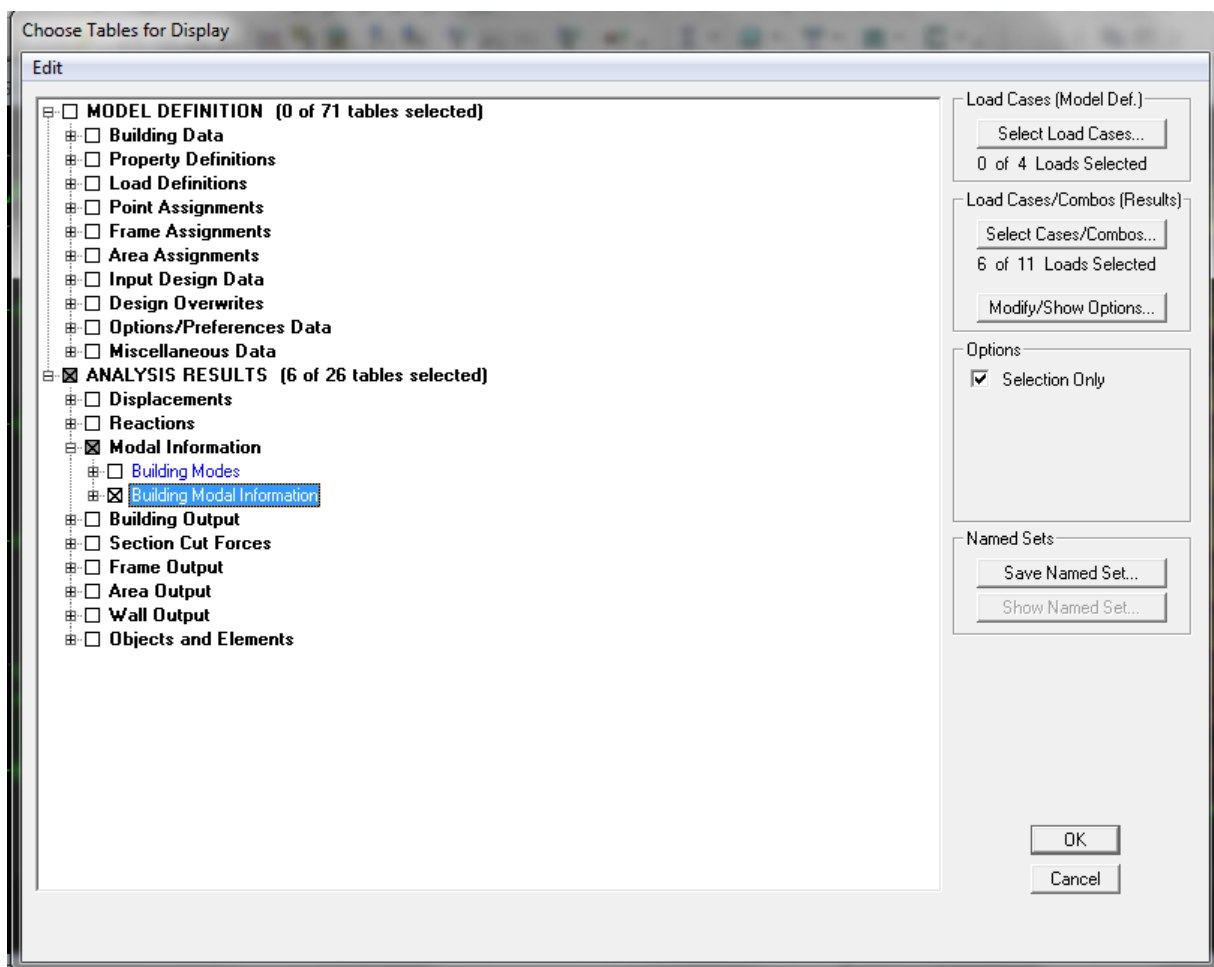 Choose Tables for Display
Edit
MODEL DEFINITION (0 of 71 tables selected)
Building Data
Property Definitions
Load Definitions
Point Assignments
Frame Assignments
Area Assignments
Input Design Data
Design Overwrites
Options/Preferences Data
Miscellaneous Data
ANALYSIS RESULTS (6 of 26 tables selected)
Displacements
Reactions
Modal Information
Building Modes
Building Modal Information
Building Output
Section Cut Forces
Frame Output
Area Output
Wall Output
Objects and Elements
Load Cases (Model Def.)
Select Load Cases...
0 of 4 Loads Selected
Load Cases/Combos (Results)
Select Cases/Combos...
6 of 11 Loads Selected
Modify/Show Options...
Options
Selection Only
Named Sets
Save Named Set...
Show Named Set...
OK
Cancel